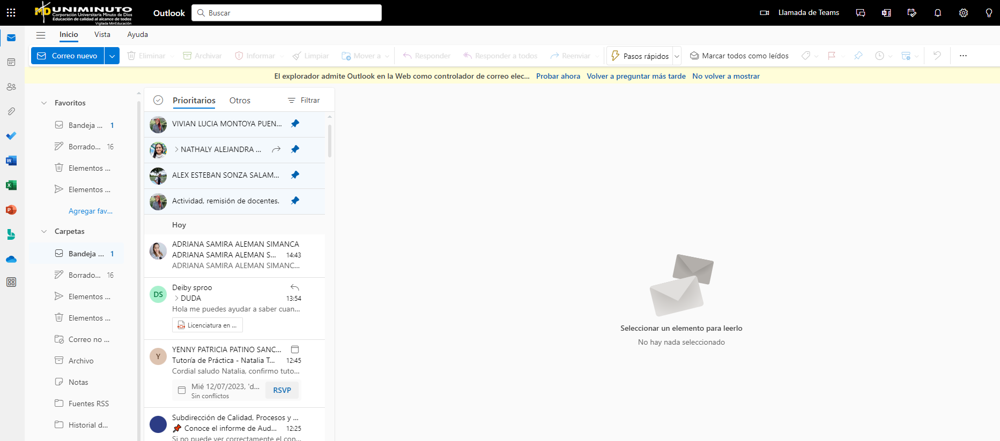 UNIMINUTO
Corporación Universitaria Minuto de Dios
Educación de calidad al alcance de todos
Vigilada MinEducación
Outlook
Buscar
Llamada de Teams
Inicio
Vista
Ayuda
Correo nuevo
Eliminar
Archivar
Informar
Limpiar
Mover a
Responder
Responder a todos
Reenviar
Pasos rápidos
Marcar todos como leídos
El explorador admite Outlook en la Web como controlador de correo elec...
Probar ahora
Volver a preguntar más tarde
No volver a mostrar
Favoritos
Bandeja ... 1
Borrado... 16
Elementos ...
Elementos ...
Agregar fav...
Carpetas
Bandeja ... 1
Borrado... 16
Elementos ...
Elementos ...
Correo no ...
Archivo
Notas
Fuentes RSS
Historial d...
Prioritarios
Otros
Filtrar
VIVIAN LUCIA MONTOYA PUEN...
NATHALY ALEJANDRA ...
ALEX ESTEBAN SONZA SALAM...
Actividad, remisión de docentes.
Hoy
ADRIANA SAMIRA ALEMAN SIMANCA
ADRIANA SAMIRA ALEMAN S... 14:43
ADRIANA SAMIRA ALEMAN SIMANC...
DS
Deiby sproo
DUDA 13:54
Hola me puedes ayudar a saber cuan...
Licenciatura en ...
Y
YENNY PATRICIA PATINO SANC...
Tutoría de Práctica - Natalia T... 12:45
Cordial saludo Natalia, confirmo tuto...
Mié 12/07/2023, 'd...
Sin conflictos
RSVP
Subdirección de Calidad, Procesos y ...
Conoce el informe de Aud... 12:25
Si no puede ver correctamente el con...
Seleccionar un elemento para leerlo
No hay nada seleccionado